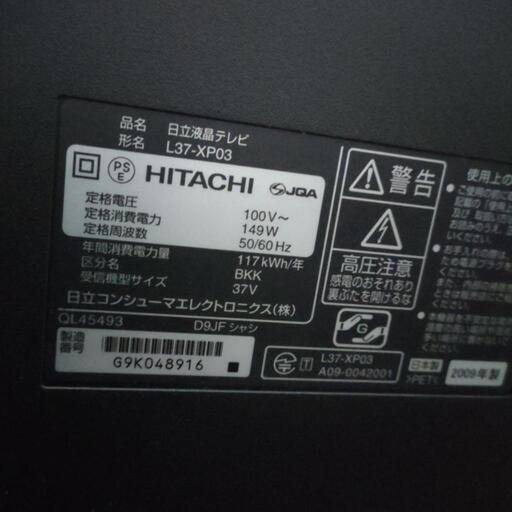 品名 日立液晶テレビ
形名 L37-XP03
PS
E
HITACHI
JQA
定格電圧 100V~
定格消費電力 149W
定格周波数 50/60Hz
年間消費電力量 117kWh/年
区分名 BKK
受信機型サイズ 37V
日立コンシューマエレクトロニクス(株)
QL45493 D9JF シャシ
製造
番号
G9K048916
警告
高圧注意
感電のおそれあり
裏ぶたを開けるな
G
T L37-XP03
A09-0042001
日本製
>PET<
2009年製
使用上の